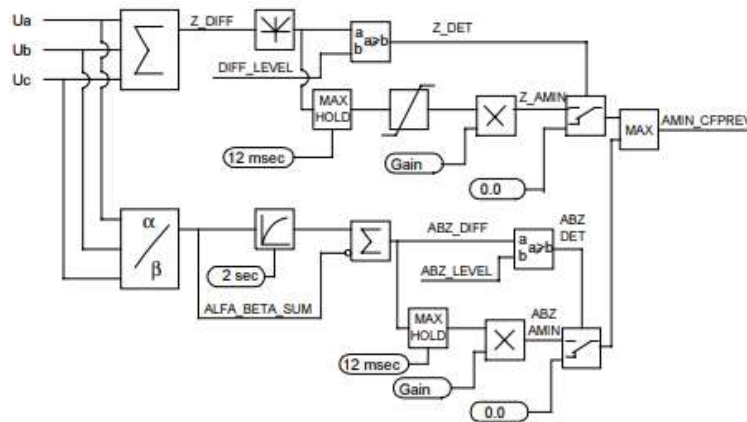 Ua
Ub
Uc
Σ
Z_DIFF
DIFF_LEVEL
a
b
a>b
Z_DET
MAX
HOLD
12 msec
Gain
Z_AMIN
0.0
MAX
AMIN_CFPREV
α
β
2 sec
ALFA_BETA_SUM
Σ
ABZ_DIFF
ABZ_LEVEL
a
b
a>b
ABZ
DET
MAX
HOLD
12 msec
Gain
ABZ
AMIN
0.0